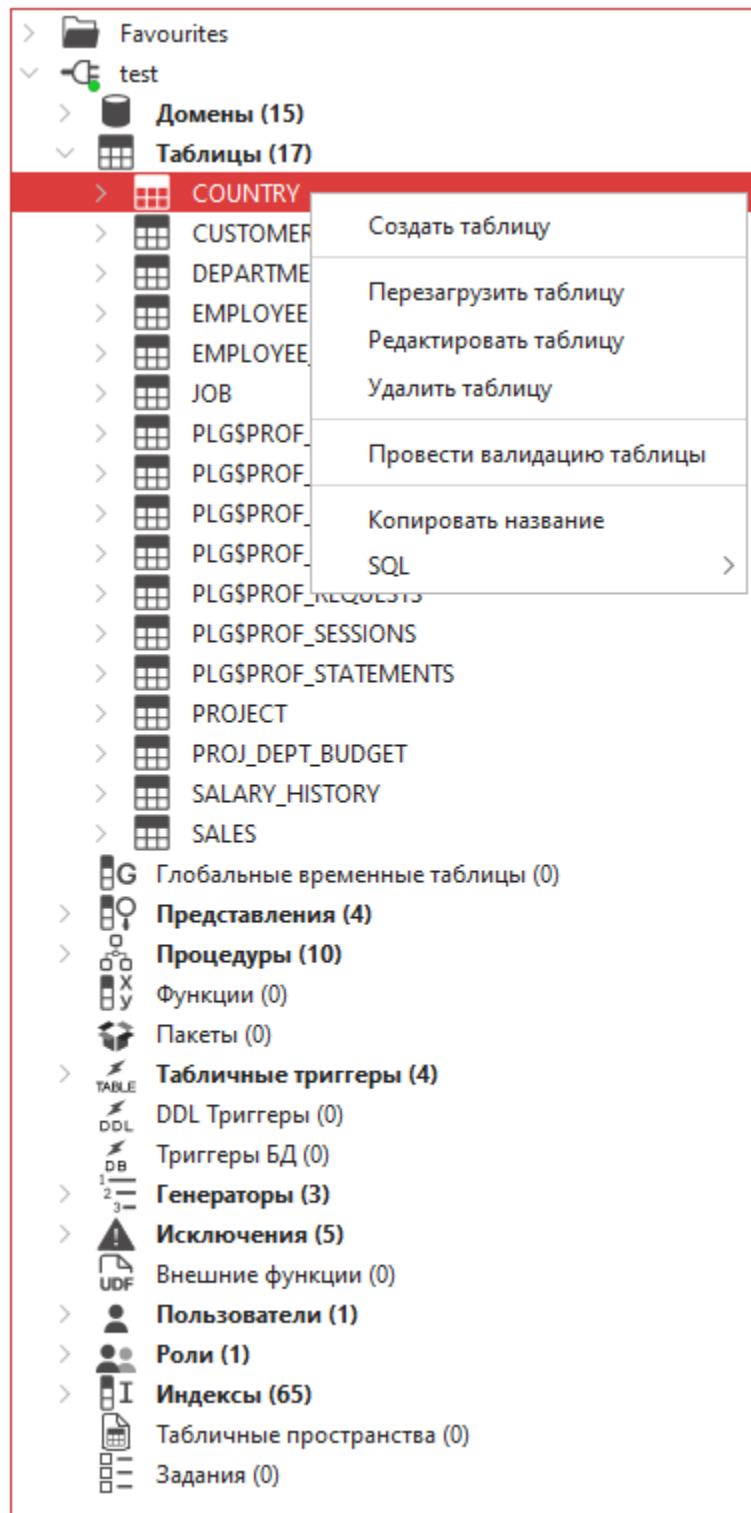 Favourites
test
Домены (15)
Таблицы (17)
COUNTRY
Создать таблицу
CUSTOMER
DEPARTME
Перезагрузить таблицу
EMPLOYEE
Редактировать таблицу
EMPLOYEE_
Удалить таблицу
JOB
PLG$PROF_
Провести валидацию таблицы
PLG$PROF_
PLG$PROF_
Копировать название
PLG$PROF_
SQL
PLG$PROF_REQUESTS
PLG$PROF_SESSIONS
PLG$PROF_STATEMENTS
PROJECT
PROJ_DEPT_BUDGET
SALARY_HISTORY
SALES
G Глобальные временные таблицы (0)
Представления (4)
Процедуры (10)
X y Функции (0)
Пакеты (0)
TABLE Табличные триггеры (4)
DDL DDL Триггеры (0)
DB Триггеры БД (0)
1 2 3 Генераторы (3)
Исключения (5)
UDF Внешние функции (0)
Пользователи (1)
Роли (1)
I Индексы (65)
Табличные пространства (0)
Задания (0)